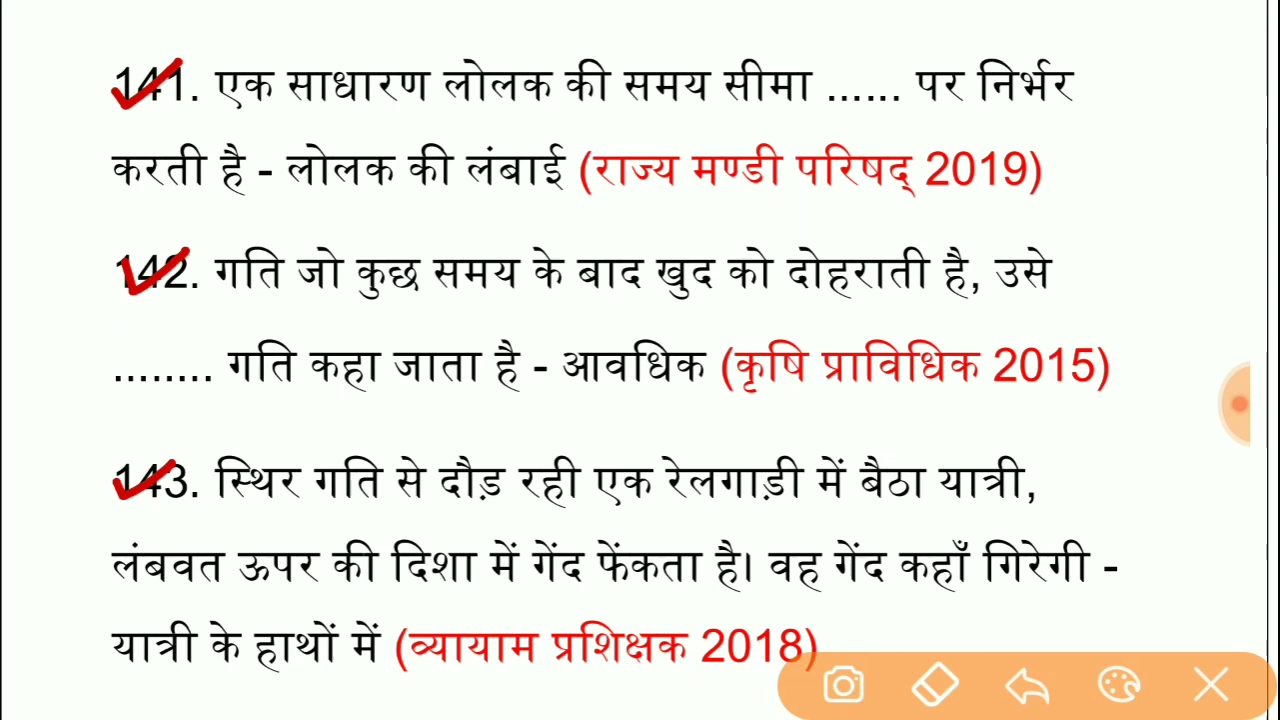 141. एक साधारण लोलक की समय सीमा ...... पर निर्भर
करती है - लोलक की लंबाई (राज्य मण्डी परिषद् 2019)
142. गति जो कुछ समय के बाद खुद को दोहराती है, उसे
........ गति कहा जाता है - आवधिक (कृषि प्राविधिक 2015)
143. स्थिर गति से दौड़ रही एक रेलगाड़ी में बैठा यात्री,
लंबवत ऊपर की दिशा में गेंद फेंकता है। वह गेंद कहाँ गिरेगी -
यात्री के हाथों में (व्यायाम प्रशिक्षक 2018)